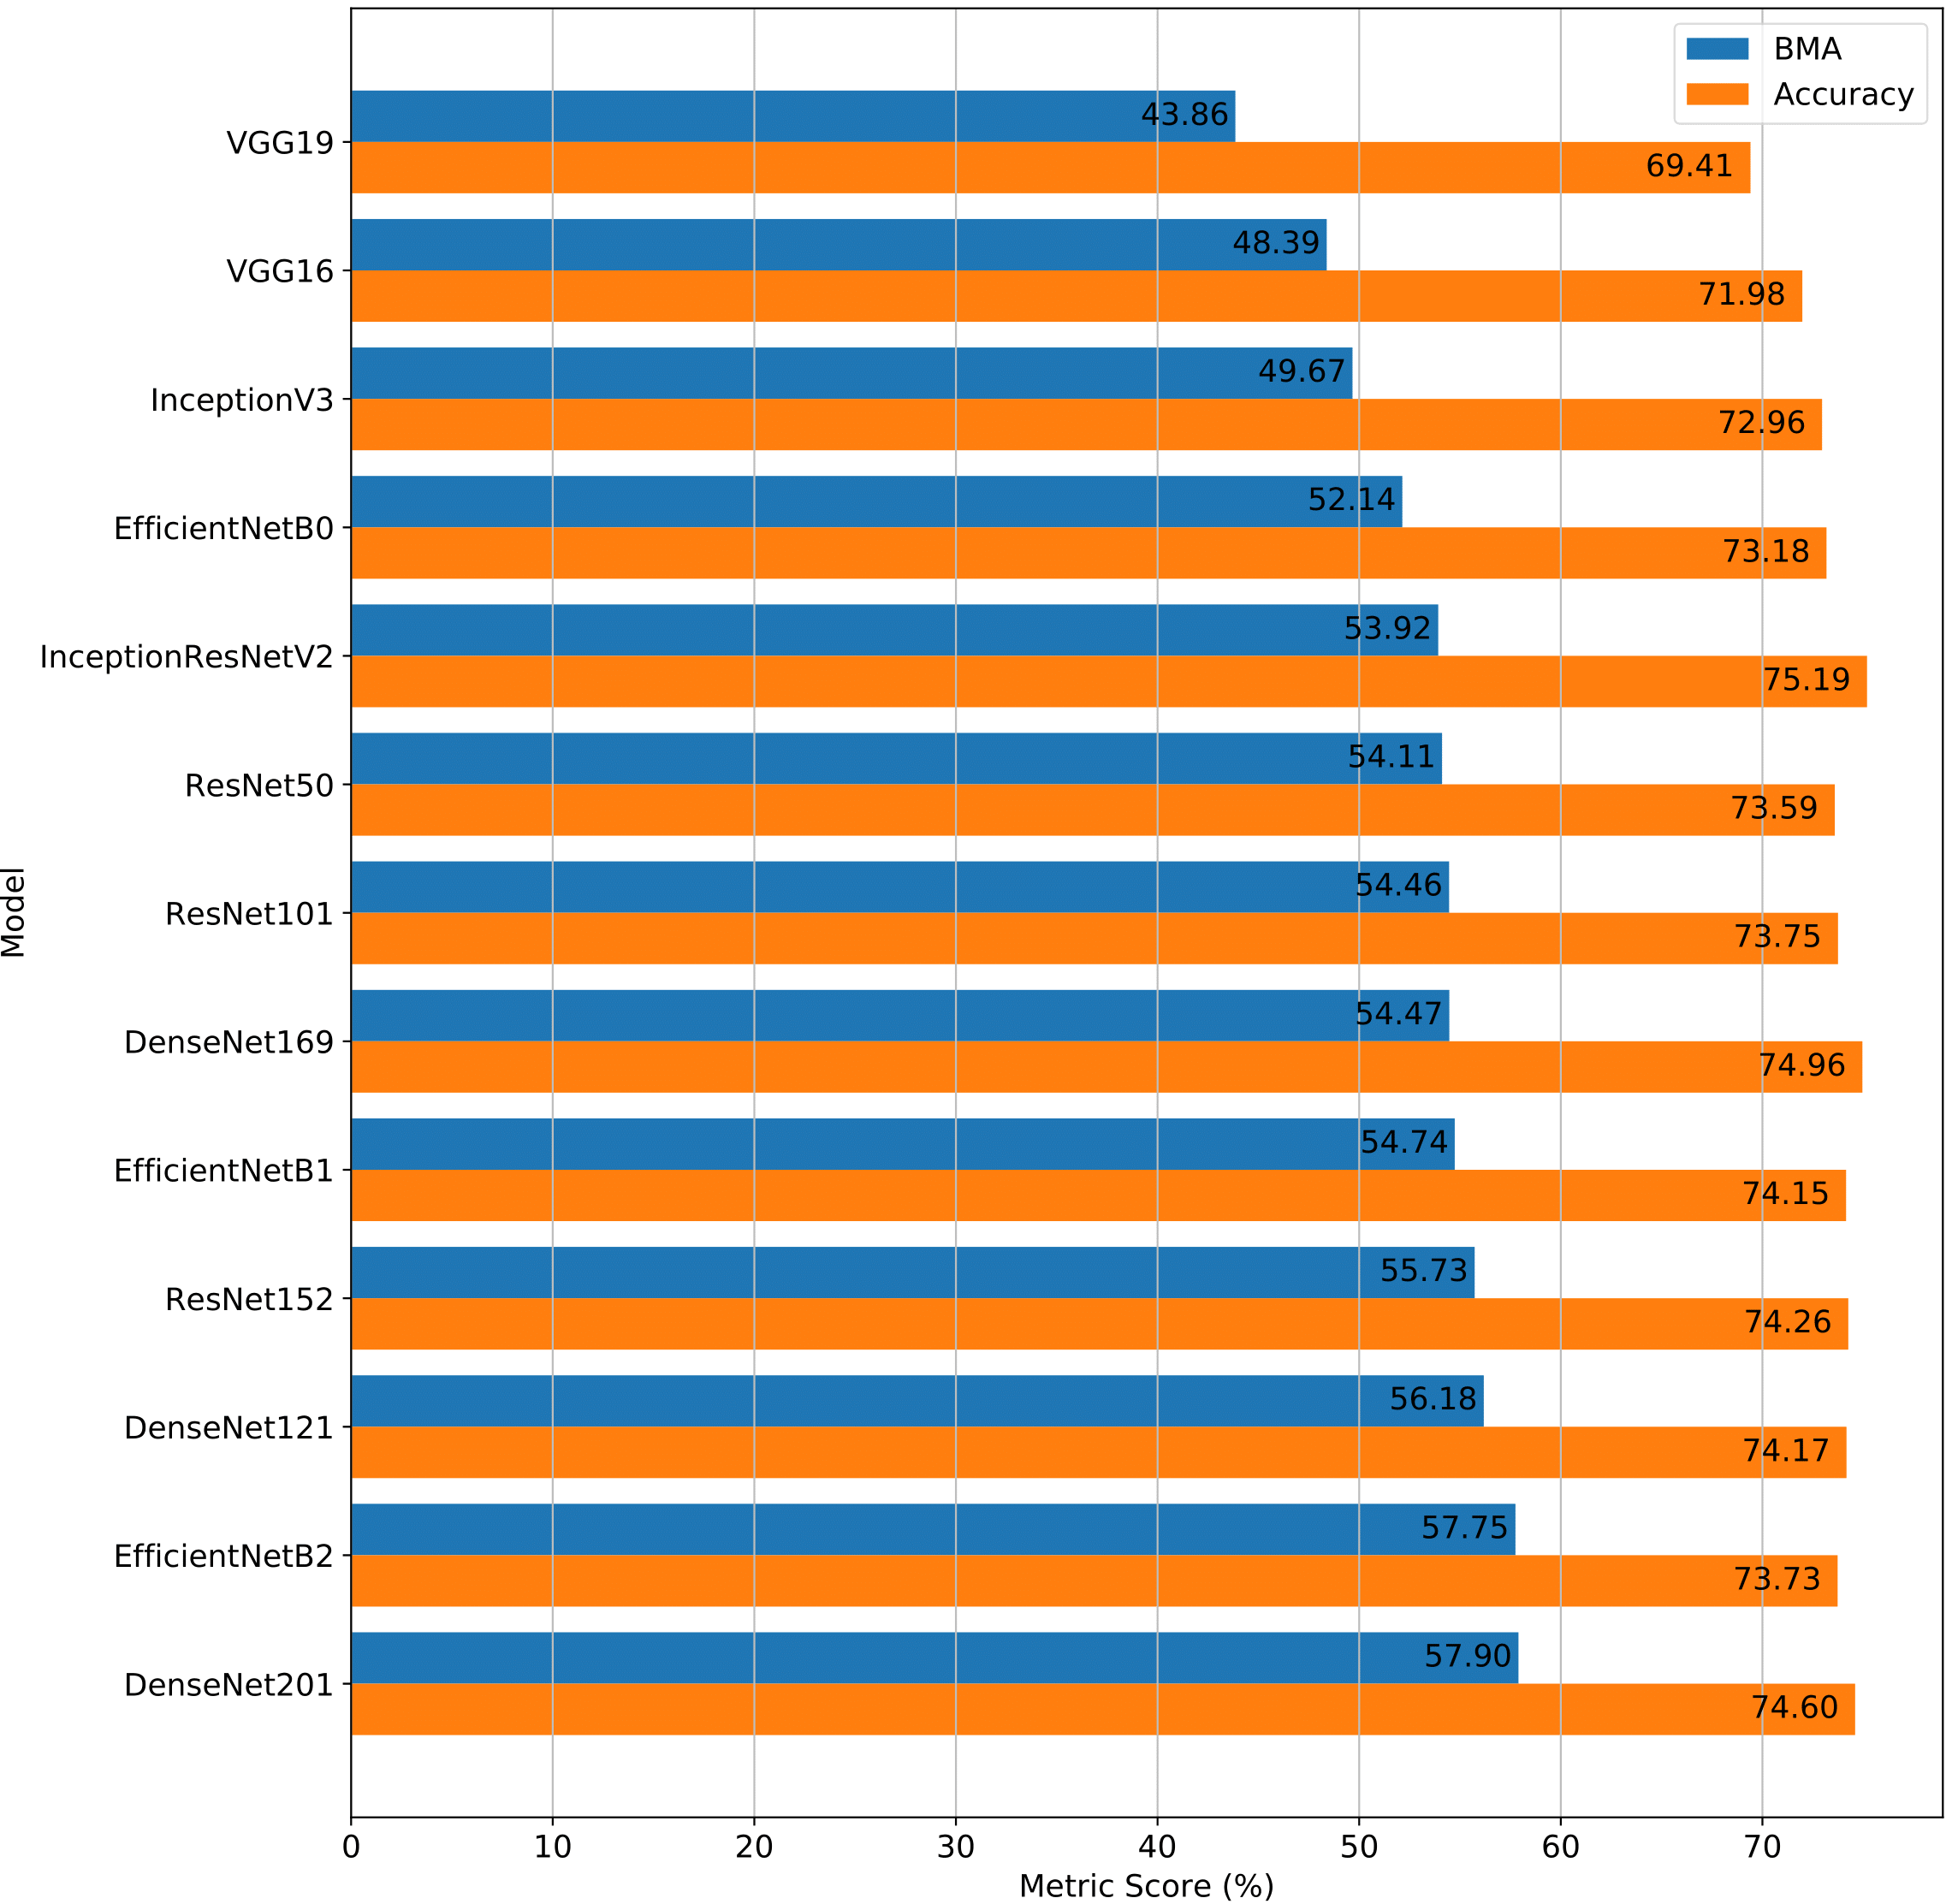 BMA
Accuracy
VGG19
43.86
69.41
VGG16
48.39
71.98
InceptionV3
49.67
72.96
EfficientNetB0
52.14
73.18
InceptionResNetV2
53.92
75.19
ResNet50
54.11
73.59
ResNet101
54.46
73.75
DenseNet169
54.47
74.96
EfficientNetB1
54.74
74.15
ResNet152
55.73
74.26
DenseNet121
56.18
74.17
EfficientNetB2
57.75
73.73
DenseNet201
57.90
74.60
Model
0 10 20 30 40 50 60 70
Metric Score (%)